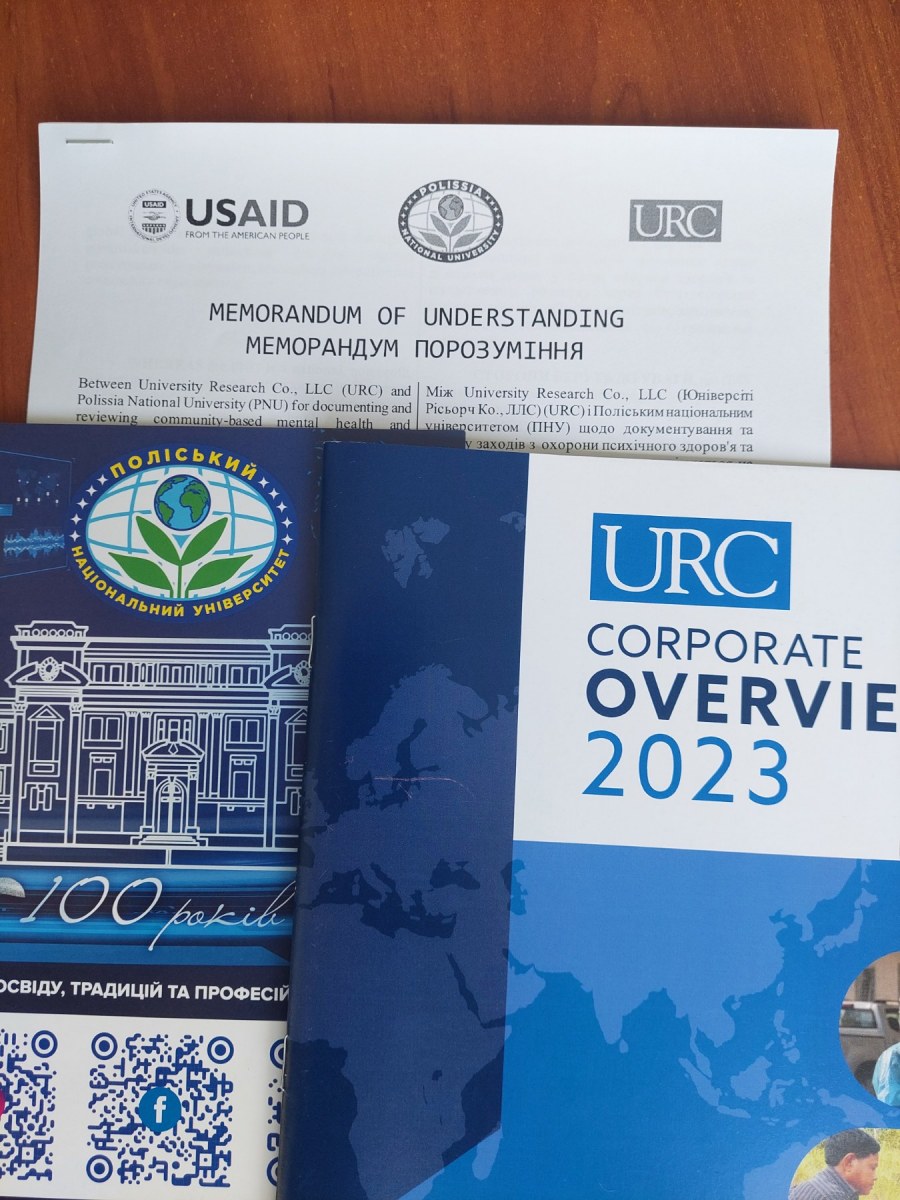 USAID
FROM THE AMERICAN PEOPLE
POLISSIA
NATIONAL UNIVERSITY
URC
MEMORANDUM OF UNDERSTANDING
МЕМОРАНДУМ ПОРОЗУМІННЯ
Between University Research Co., LLC (URC) and
Polissia National University (PNU) for documenting and
reviewing community-based mental health and
Між University Research Co., LLC (Юніверсіті
Рісьорч Ко., ЛЛС) (URC) і Поліським національним
університетом (ПНУ) щодо документування та
заходів з охорони психічного здоров'я та
ПОЛІСЬКИЙ
НАЦІОНАЛЬНИЙ УНІВЕРСИТЕТ
100 років
ОСВІДУ, ТРАДИЦІЙ ТА ПРОФЕСІЙ
f
URC
CORPORATE
OVERVIE
2023